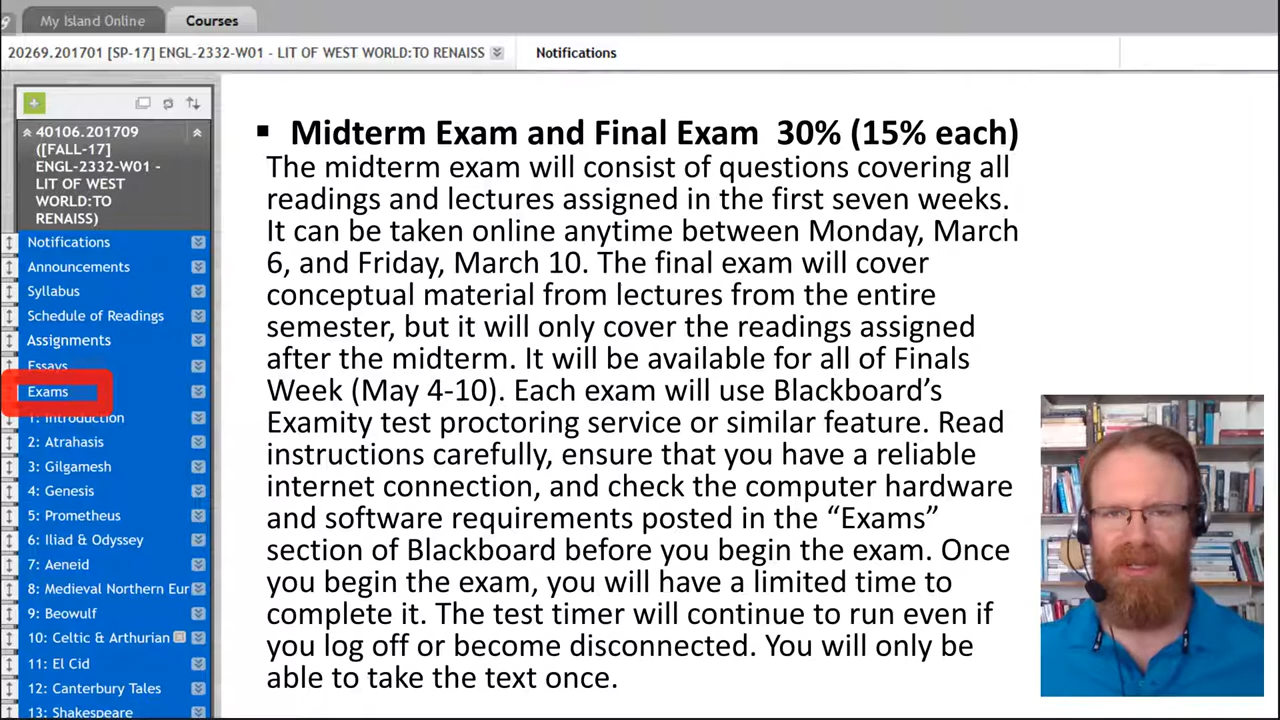 My Island Online
Courses
20269.201701 [SP-17] ENGL-2332-W01 - LIT OF WEST WORLD:TO RENAISS
Notifications
40106.201709
([FALL-17]
ENGL-2332-W01 -
LIT OF WEST
WORLD:TO
RENAISS)
Notifications
Announcements
Syllabus
Schedule of Readings
Assignments
Essays
Exams
1: Introduction
2: Atrahasis
3: Gilgamesh
4: Genesis
5: Prometheus
6: Iliad & Odyssey
7: Aeneid
8: Medieval Northern Eur
9: Beowulf
10: Celtic & Arthurian
11: El Cid
12: Canterbury Tales
13: Shakespeare
▪ Midterm Exam and Final Exam 30% (15% each)
The midterm exam will consist of questions covering all
readings and lectures assigned in the first seven weeks.
It can be taken online anytime between Monday, March
6, and Friday, March 10. The final exam will cover
conceptual material from lectures from the entire
semester, but it will only cover the readings assigned
after the midterm. It will be available for all of Finals
Week (May 4-10). Each exam will use Blackboard’s
Examity test proctoring service or similar feature. Read
instructions carefully, ensure that you have a reliable
internet connection, and check the computer hardware
and software requirements posted in the “Exams”
section of Blackboard before you begin the exam. Once
you begin the exam, you will have a limited time to
complete it. The test timer will continue to run even if
you log off or become disconnected. You will only be
able to take the text once.